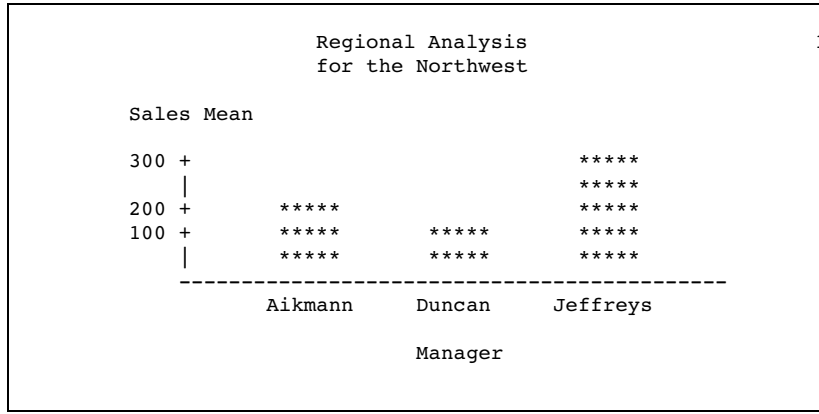 Regional Analysis
for the Northwest
Sales Mean
300 + *****
| *****
200 + ***** *****
100 + ***** ***** *****
| ***** ***** *****
--------------------------------------------
Aikmann Duncan Jeffreys
Manager